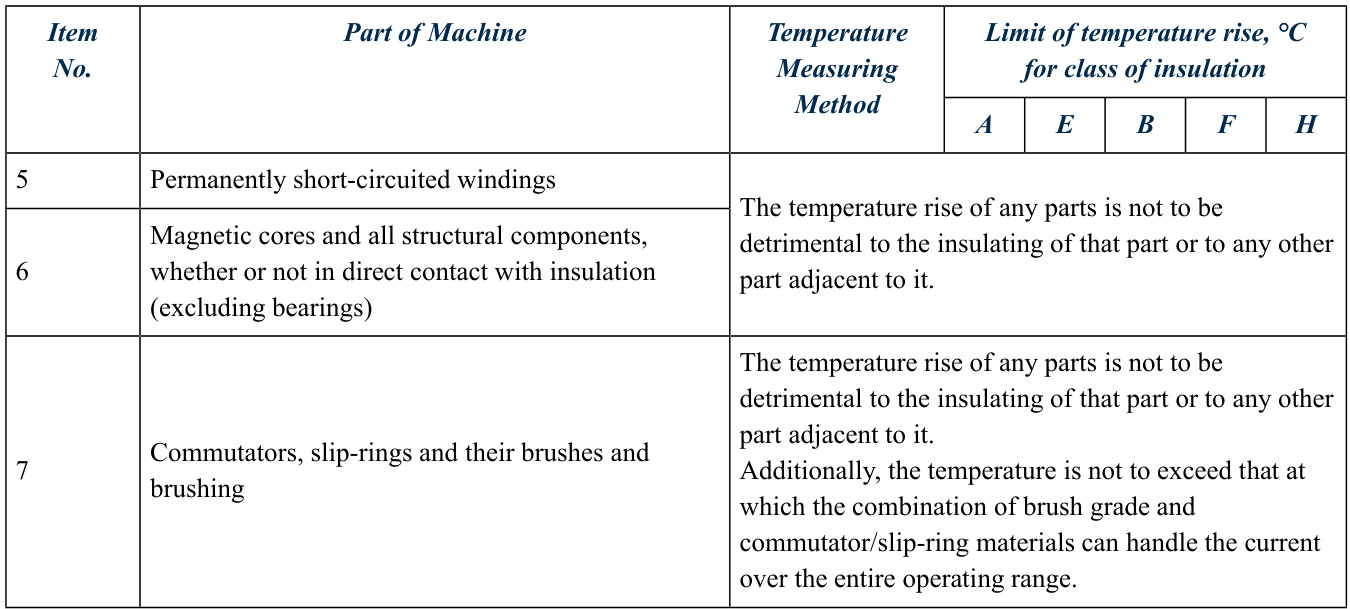 Item
No.
Part of Machine
Temperature
Measuring
Method
Limit of temperature rise, °C
for class of insulation
A
E
B
F
H
5
Permanently short-circuited windings
The temperature rise of any parts is not to be
detrimental to the insulating of that part or to any other
part adjacent to it.
6
Magnetic cores and all structural components,
whether or not in direct contact with insulation
(excluding bearings)
7
Commutators, slip-rings and their brushes and
brushing
The temperature rise of any parts is not to be
detrimental to the insulating of that part or to any other
part adjacent to it.
Additionally, the temperature is not to exceed that at
which the combination of brush grade and
commutator/slip-ring materials can handle the current
over the entire operating range.